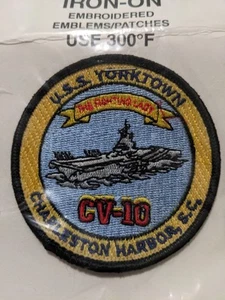 IRON-ON
EMBROIDERED
EMBLEMS/PATCHES
USE 300°F
U.S.S. YORKTOWN
THE FIGHTING LADY
CV-10
CHARLESTON HARBOR, S.C.